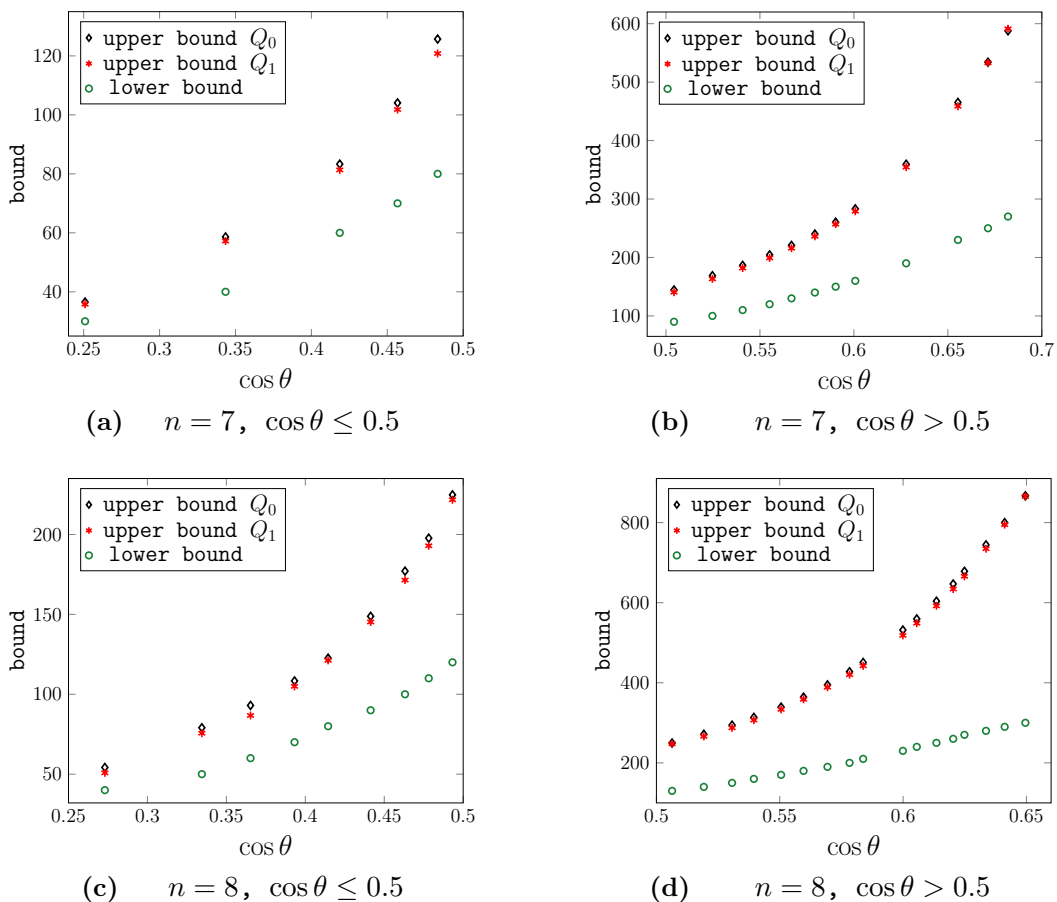 upper bound Q₀
upper bound Q₁
lower bound
120
100
80
60
40
bound
0.25 0.3 0.35 0.4 0.45 0.5
cos θ
(a) n = 7, cos θ ≤ 0.5
upper bound Q₀
upper bound Q₁
lower bound
600
500
400
300
200
100
bound
0.5 0.55 0.6 0.65 0.7
cos θ
(b) n = 7, cos θ > 0.5
upper bound Q₀
upper bound Q₁
lower bound
200
150
100
50
bound
0.25 0.3 0.35 0.4 0.45 0.5
cos θ
(c) n = 8, cos θ ≤ 0.5
upper bound Q₀
upper bound Q₁
lower bound
800
600
400
200
bound
0.5 0.55 0.6 0.65
cos θ
(d) n = 8, cos θ > 0.5